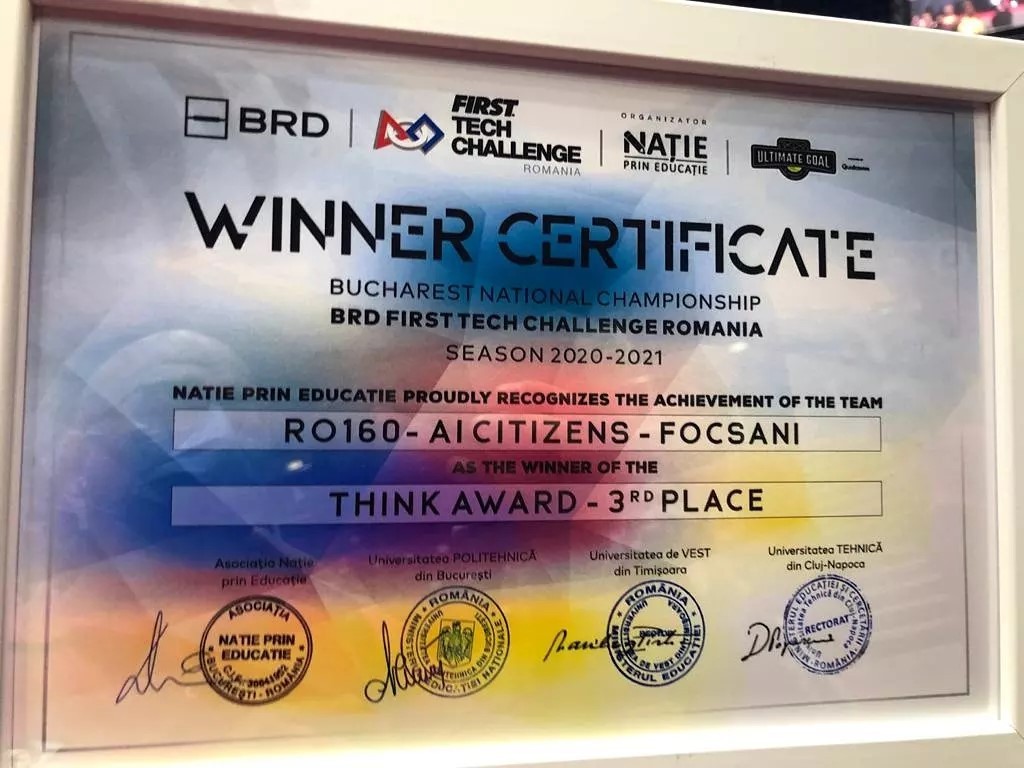 BRD
FIRST
TECH
CHALLENGE
ROMANIA
ORGANIZATOR
NAȚIE
PRIN EDUCAȚIE
ULTIMATE GOAL
Qualcomm
WINNER CERTIFICATE
BUCHAREST NATIONAL CHAMPIONSHIP
BRD FIRST TECH CHALLENGE ROMANIA
SEASON 2020-2021
NATIE PRIN EDUCATIE PROUDLY RECOGNIZES THE ACHIEVEMENT OF THE TEAM
RO160 - AI CITIZENS - FOCSANI
AS THE WINNER OF THE
THINK AWARD - 3RD PLACE
Asociația Nație
prin Educație
Universitatea POLITEHNICĂ
din București
Universitatea de VEST
din Timișoara
Universitatea TEHNICĂ
din Cluj-Napoca
ASOCIAȚIA
NATIE PRIN
EDUCATIE
BUCUREȘTI - ROMÂNIA
ROMÂNIA
ROMÂNIA
MINISTERUL EDUCAȚIEI
RECTORAT
ROMÂNIA